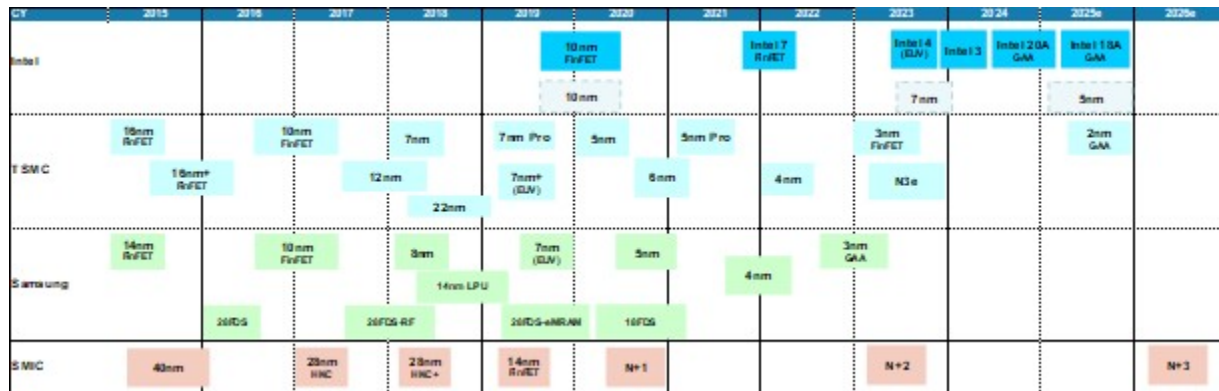 CY 2015 2016 2017 2018 2019 2020 2021 2022 2023 2024 2025e 2026e
Intel
10nm
FinFET
Intel 7
FinFET
Intel 4
(EUV)
Intel 3
Intel 20A
GAA
Intel 18A
GAA
10nm
7nm
5nm
TSMC
16nm
FinFET
10nm
FinFET
7nm
7nm Pro
5nm
5nm Pro
3nm
FinFET
2nm
GAA
16nm+
FinFET
12nm
7nm+
(EUV)
6nm
4nm
N3e
22nm
Samsung
14nm
FinFET
10nm
FinFET
8nm
7nm
(EUV)
5nm
3nm
GAA
14nm LPU
4nm
28FDS
28FDS-RF
28FDS-eMRAM
18FDS
SMIC
40nm
28nm
HKC
28nm
HKC+
14nm
FinFET
N+1
N+2
N+3